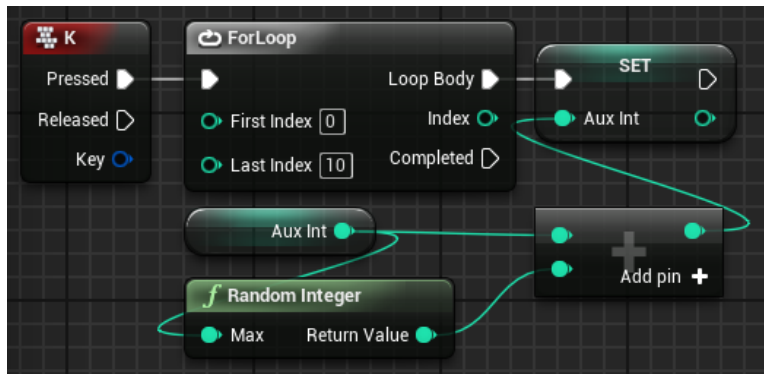 K
Pressed
Released
Key
ForLoop
Loop Body
First Index 0
Index
Last Index 10
Completed
SET
Aux Int
Aux Int
Add pin +
f Random Integer
Max Return Value